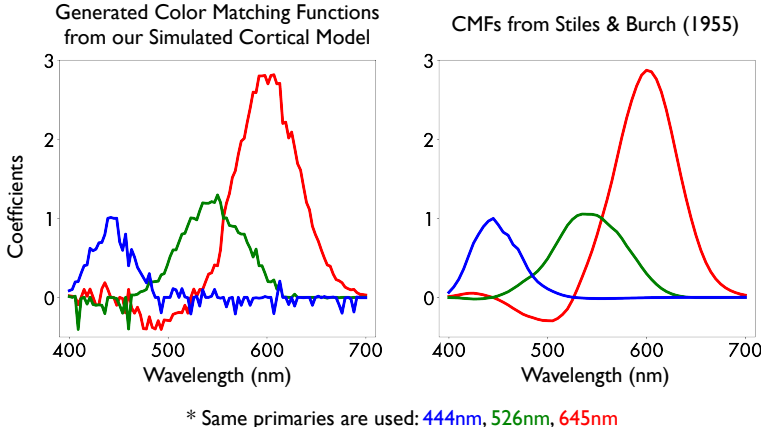 Generated Color Matching Functions
from our Simulated Cortical Model
CMFs from Stiles & Burch (1955)
3
2
1
0
Coefficients
400
500
600
700
Wavelength (nm)
3
2
1
0
400
500
600
700
Wavelength (nm)
* Same primaries are used: 444nm, 526nm, 645nm